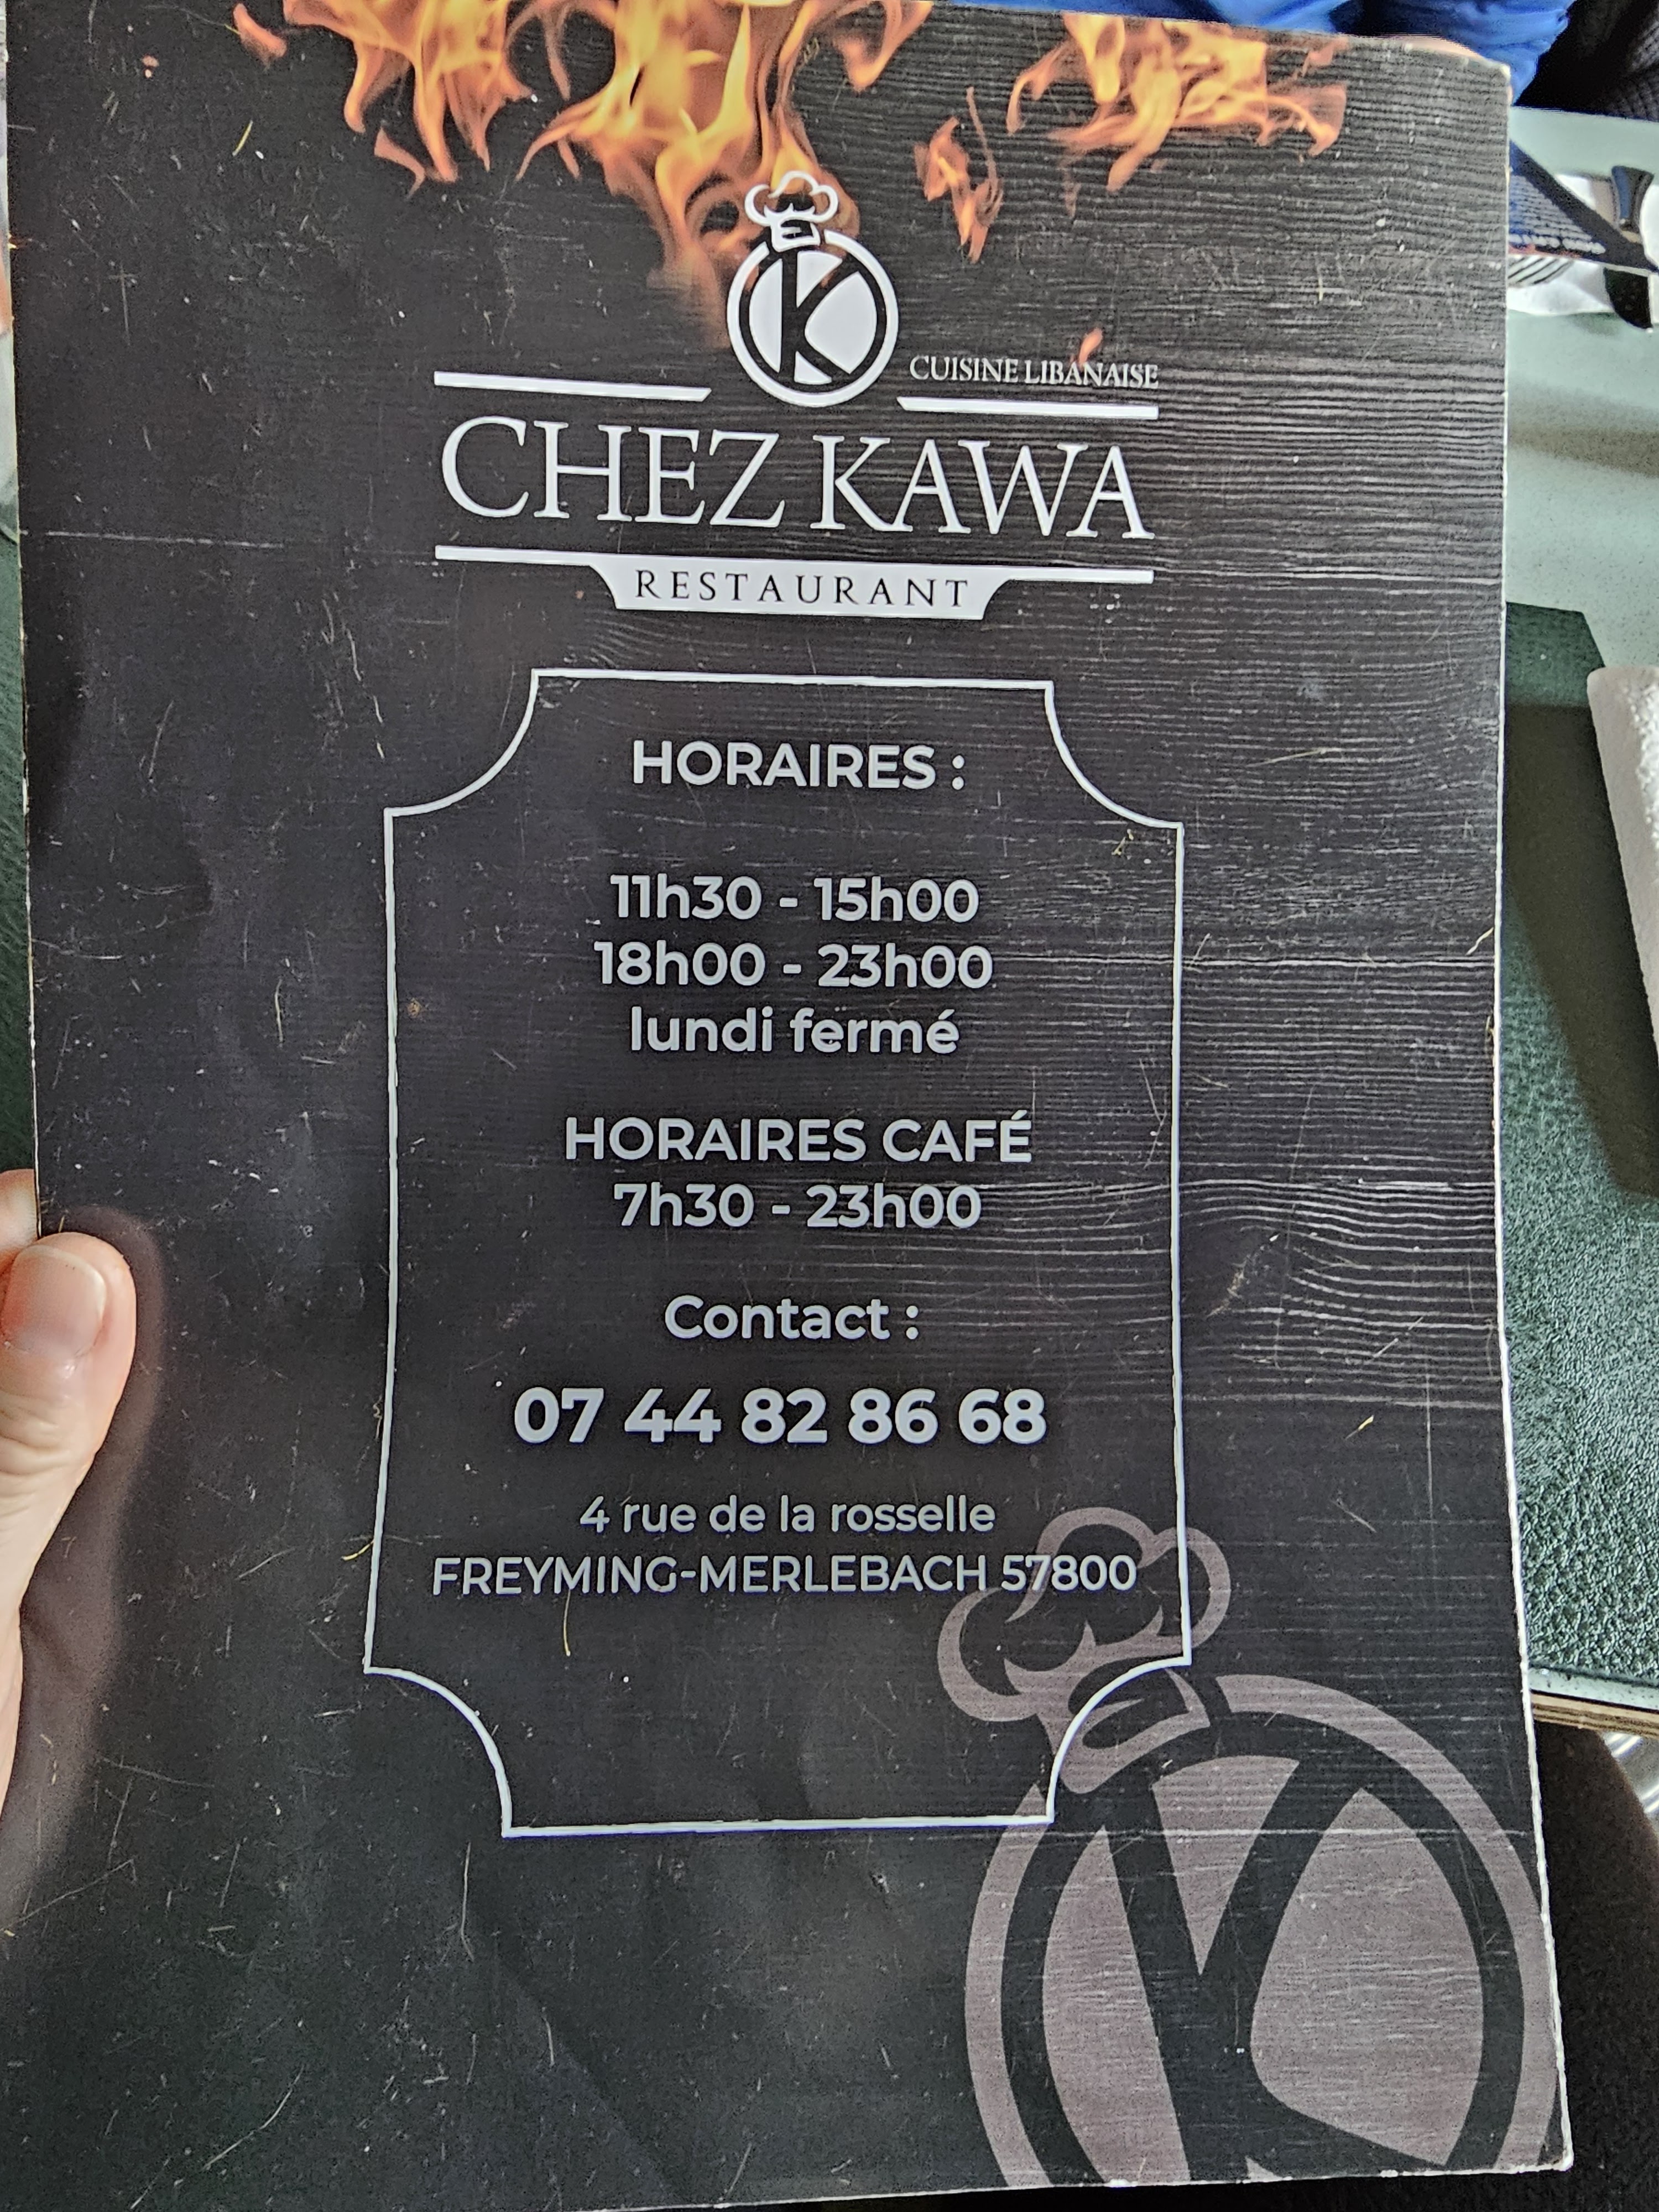 K
CUISINE LIBANAISE
CHEZ KAWA
RESTAURANT
HORAIRES :
11h30 - 15h00
18h00 - 23h00
lundi fermé
HORAIRES CAFÉ
7h30 - 23h00
Contact :
07 44 82 86 68
4 rue de la rosselle
FREYMING-MERLEBACH 57800
K